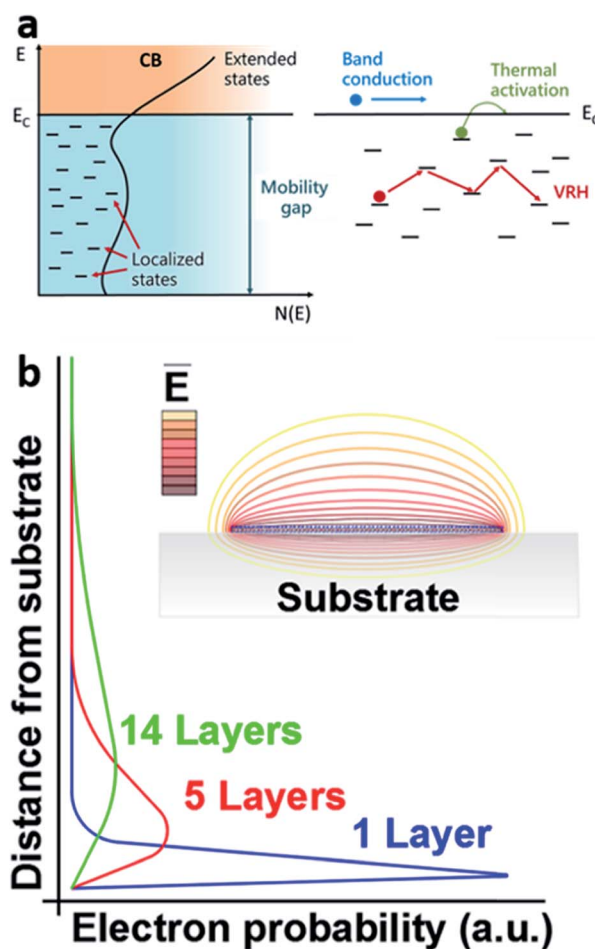 a
E
CB
Extended
states
E_C
Mobility
gap
Localized
states
N(E)
Band
conduction
Thermal
activation
VRH
b
E
Substrate
Distance from substrate
14 Layers
5 Layers
1 Layer
Electron probability (a.u.)